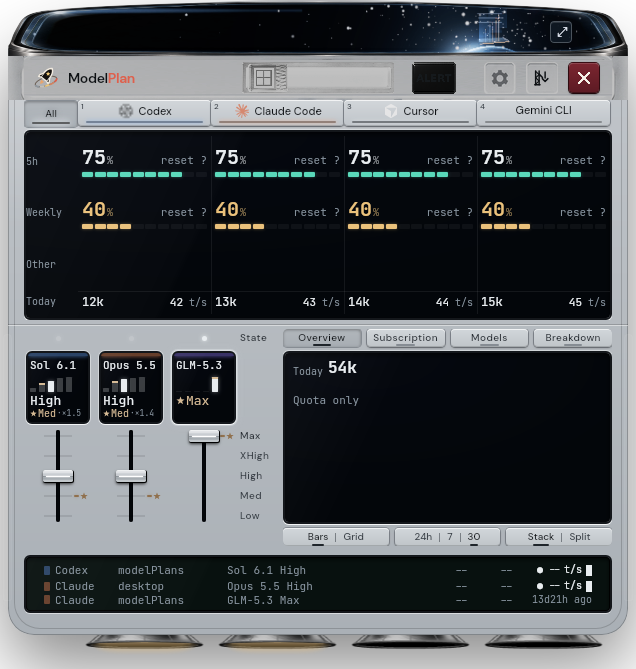 ModelPlan
ALERT
All
1 Codex
2 Claude Code
3 Cursor
4 Gemini CLI
5h 75% reset ? 75% reset ? 75% reset ? 75% reset ?
Weekly 40% reset ? 40% reset ? 40% reset ? 40% reset ?
Other
Today 12k 42 t/s 13k 43 t/s 14k 44 t/s 15k 45 t/s
State
Overview Subscription Models Breakdown
Sol 6.1
High
★Med·×1.5
Opus 5.5
High
★Med·×1.4
GLM-5.3
★Max
Max
XHigh
High
Med
Low
Today 54k
Quota only
Bars | Grid
24h | 7 | 30
Stack | Split
Codex modelPlans Sol 6.1 High —— —— —— t/s
Claude desktop Opus 5.5 High —— —— —— t/s
Claude modelPlans GLM-5.3 Max —— —— 13d21h ago